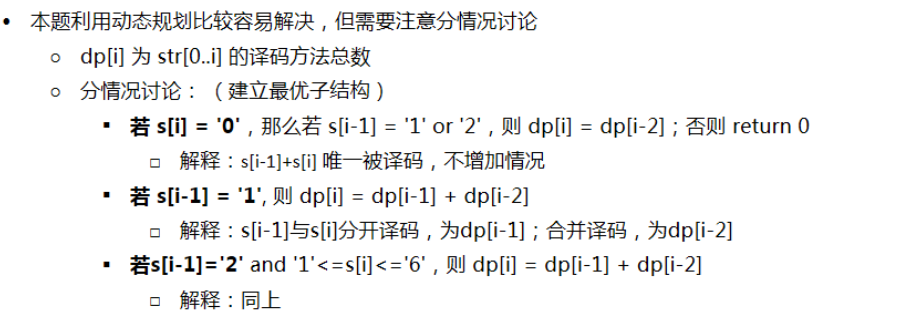 • 本题利用动态规划比较容易解决，但需要注意分情况讨论
○ dp[i] 为 str[0..i] 的译码方法总数
○ 分情况讨论：（建立最优子结构）
▪ 若 s[i] = '0'，那么若 s[i-1] = '1' or '2'，则 dp[i] = dp[i-2]；否则 return 0
□ 解释：s[i-1]+s[i] 唯一被译码，不增加情况
▪ 若 s[i-1] = '1', 则 dp[i] = dp[i-1] + dp[i-2]
□ 解释：s[i-1]与s[i]分开译码，为dp[i-1]；合并译码，为dp[i-2]
▪ 若s[i-1]='2' and '1'<=s[i]<='6'，则 dp[i] = dp[i-1] + dp[i-2]
□ 解释：同上